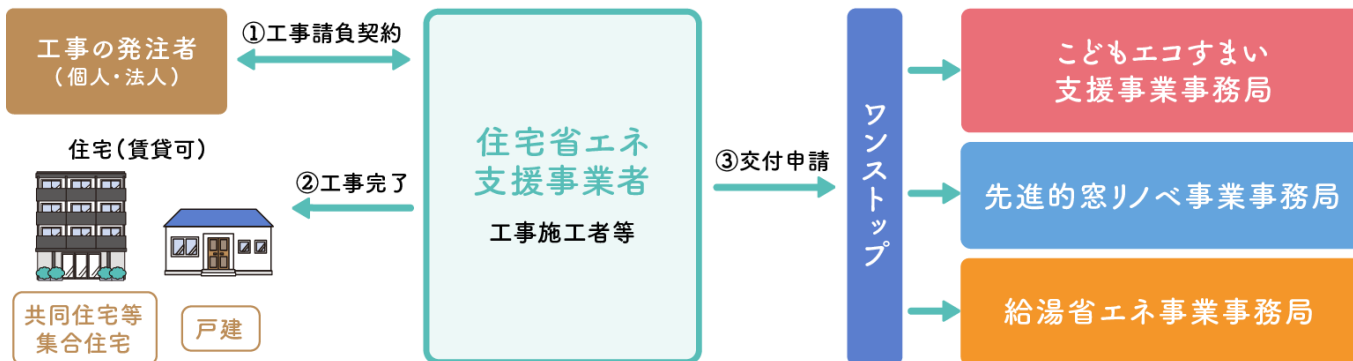 工事の発注者
(個人・法人)
①工事請負契約
住宅(賃貸可)
②工事完了
共同住宅等
集合住宅
戸建
住宅省エネ
支援事業者
工事施工者等
③交付申請
ワンストップ
こどもエコすまい
支援事業事務局
先進的窓リノベ事業事務局
給湯省エネ事業事務局